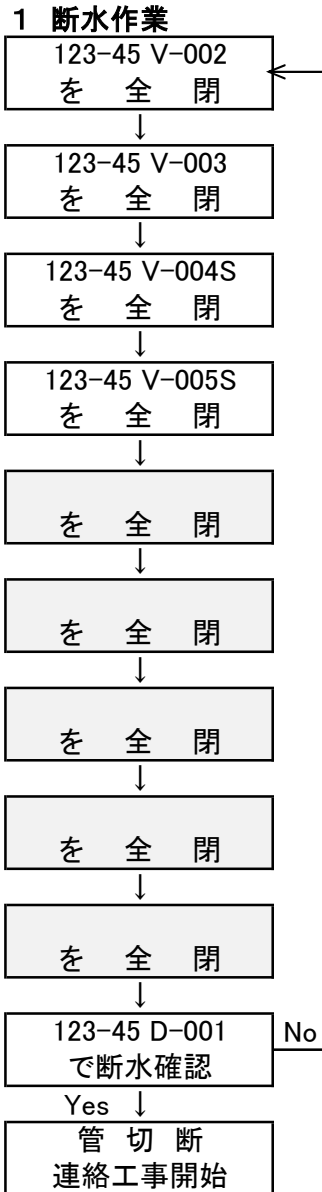 1 断水作業
123-45 V-002
を 全 閉
↓
123-45 V-003
を 全 閉
↓
123-45 V-004S
を 全 閉
↓
123-45 V-005S
を 全 閉
↓
を 全 閉
↓
を 全 閉
↓
を 全 閉
↓
を 全 閉
↓
を 全 閉
↓
123-45 D-001 No
で断水確認
Yes ↓
管 切 断
連絡工事開始